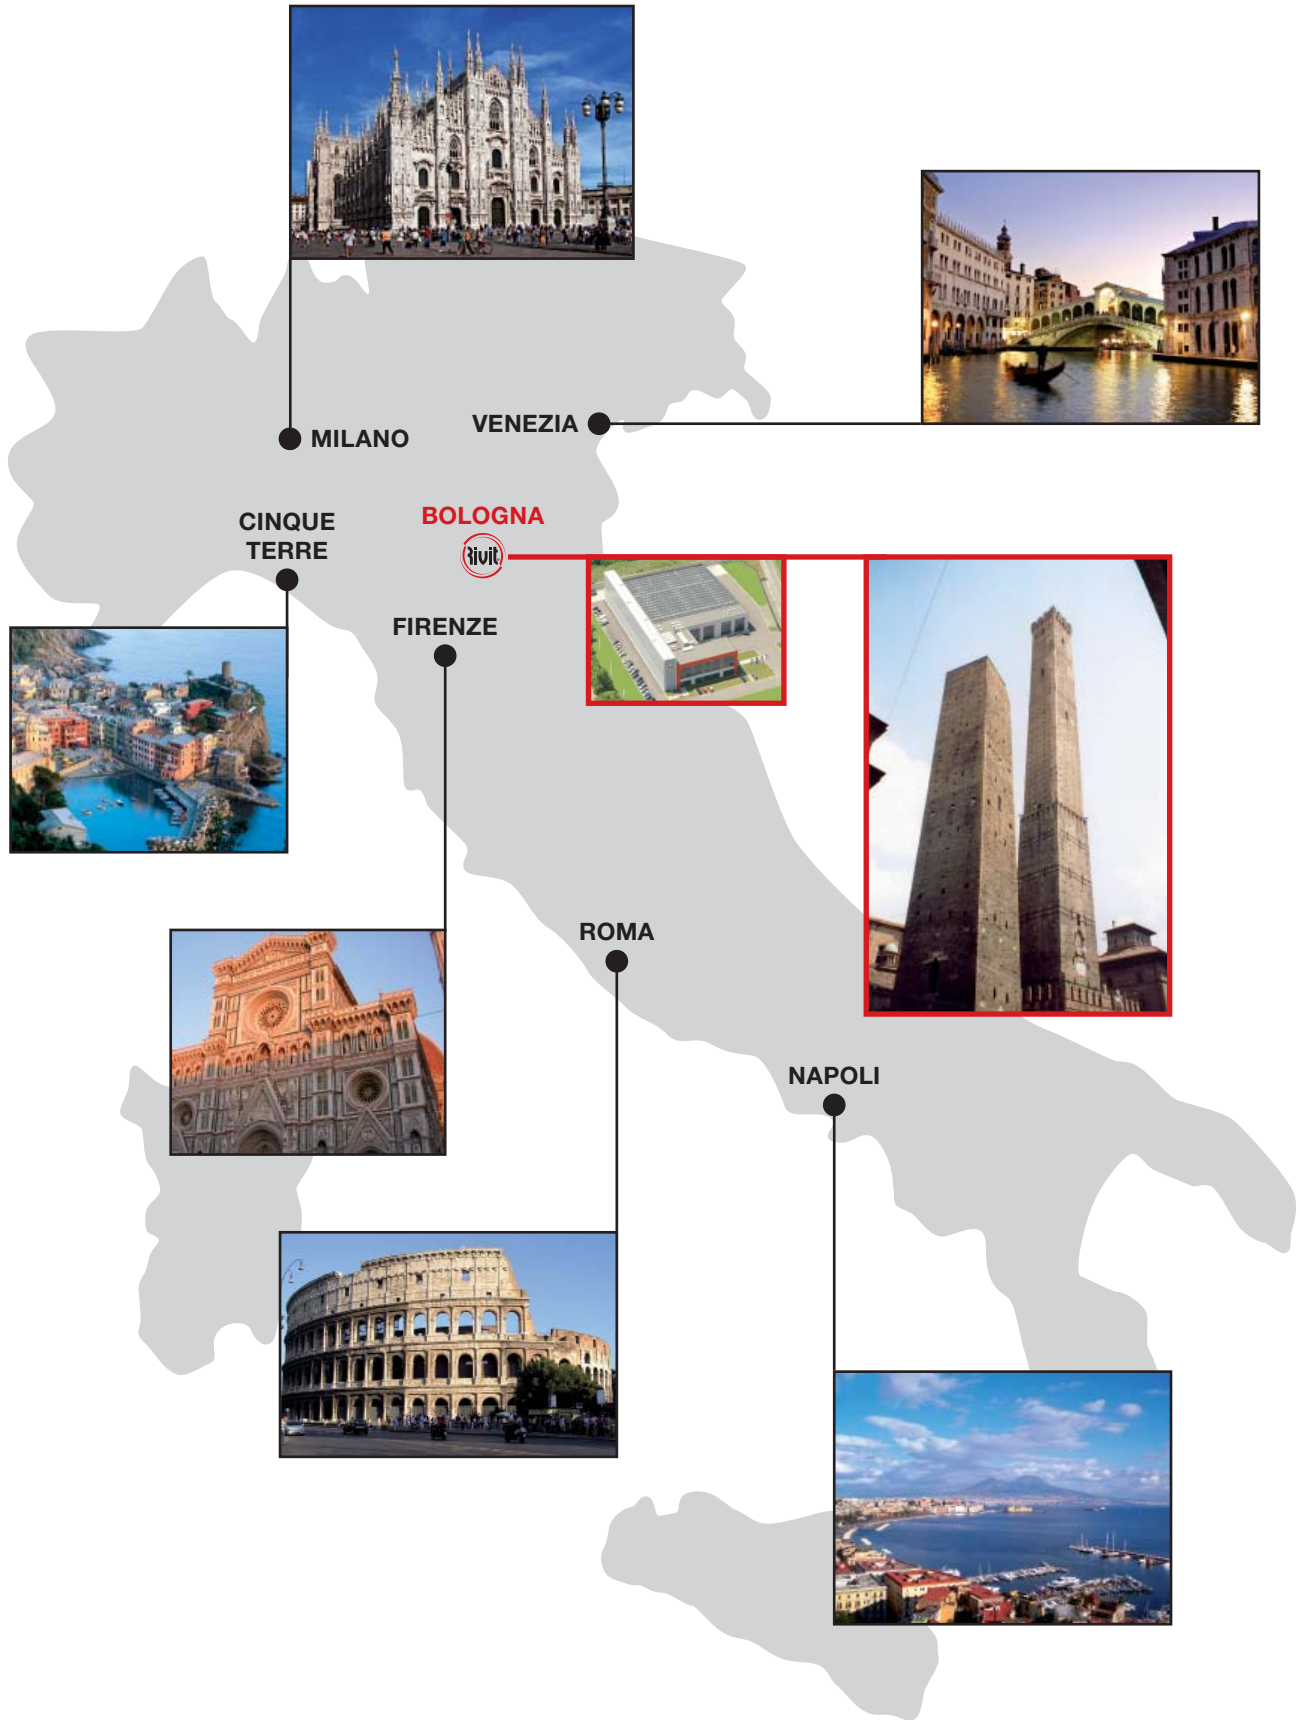 VENEZIA
MILANO
BOLOGNA
Rivit
CINQUE
TERRE
FIRENZE
ROMA
NAPOLI